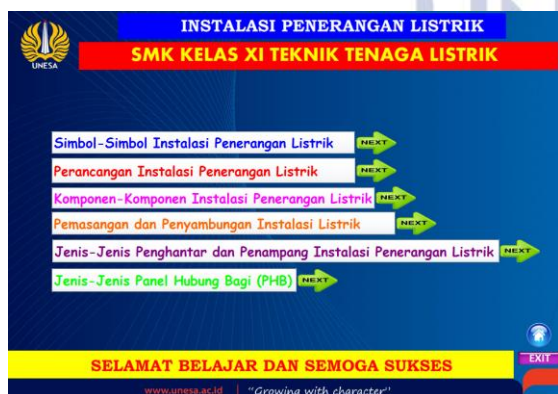 INSTALASI PENERANGAN LISTRIK
UNESA
SMK KELAS XI TEKNIK TENAGA LISTRIK
Simbol-Simbol Instalasi Penerangan Listrik NEXT
Perancangan Instalasi Penerangan Listrik NEXT
Komponen-Komponen Instalasi Penerangan Listrik NEXT
Pemasangan dan Penyambungan Instalasi Listrik NEXT
Jenis-Jenis Penghantar dan Penampang Instalasi Penerangan Listrik NEXT
Jenis-Jenis Panel Hubung Bagi (PHB) NEXT
EXIT
SELAMAT BELAJAR DAN SEMOGA SUKSES
www.unesa.ac.id | "Growing with character"